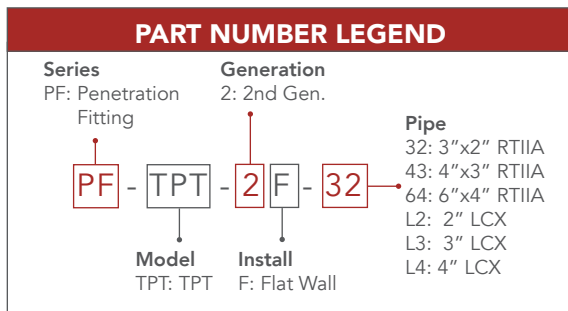 PART NUMBER LEGEND
Series
PF: Penetration
Fitting
Generation
2: 2nd Gen.
PF - TPT - 2 F - 32
Pipe
32: 3”x2” RTIIA
43: 4”x3” RTIIA
64: 6”x4” RTIIA
L2: 2” LCX
L3: 3” LCX
L4: 4” LCX
Model
TPT: TPT
Install
F: Flat Wall